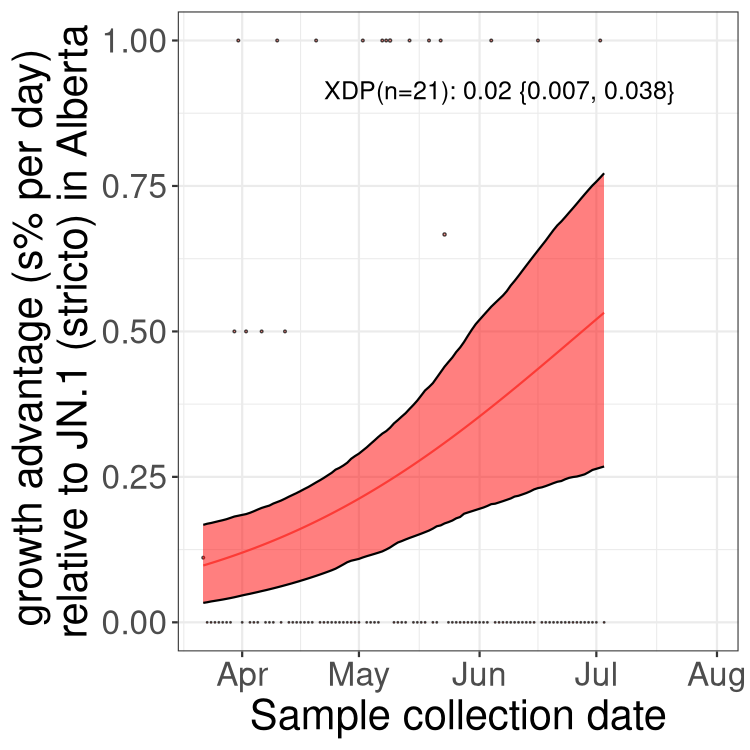 growth advantage (s% per day)
relative to JN.1 (stricto) in Alberta
1.00
0.75
0.50
0.25
0.00
XDP(n=21): 0.02 {0.007, 0.038}
Apr May Jun Jul Aug
Sample collection date